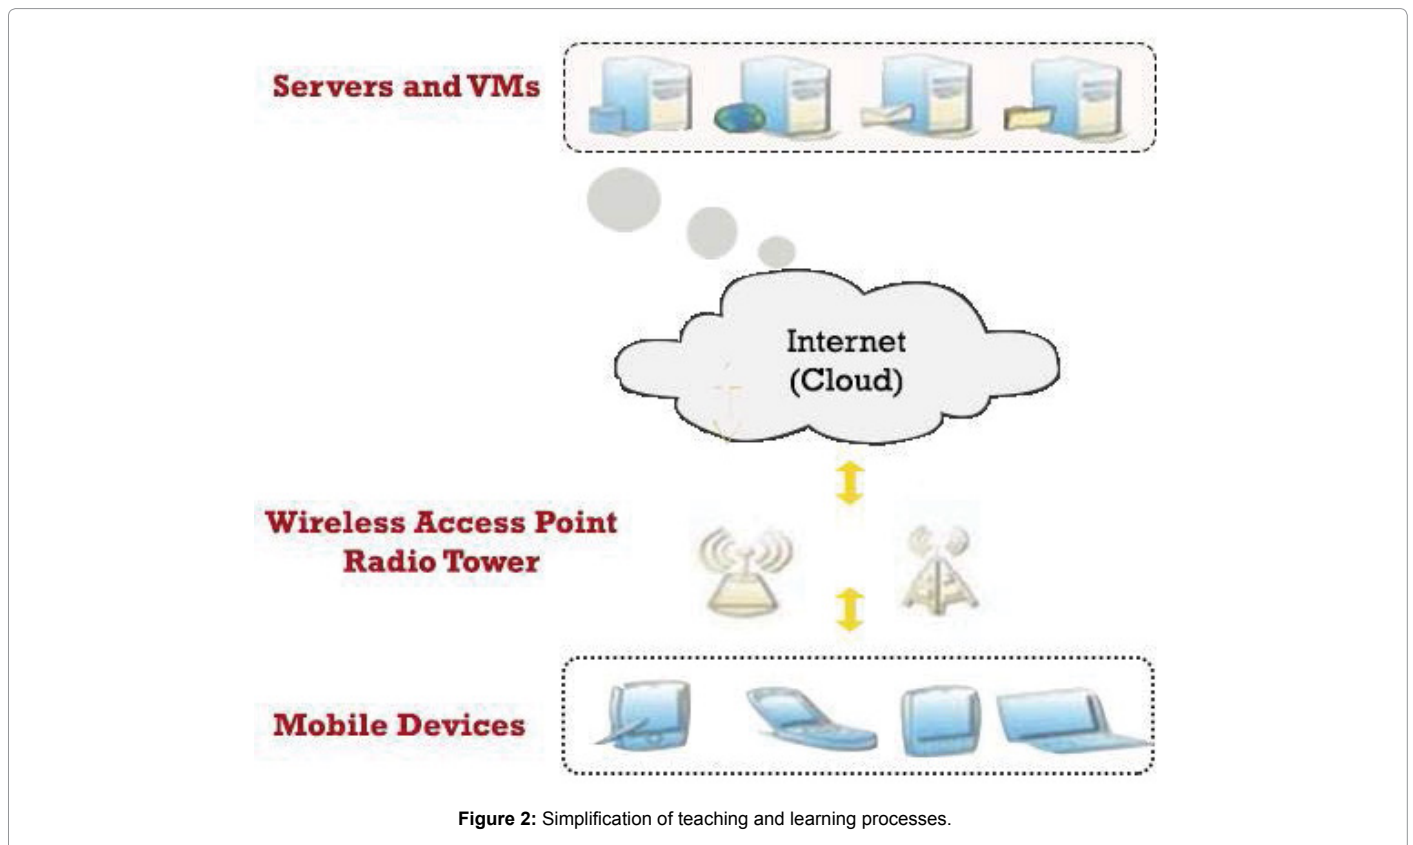 Servers and VMs
Internet
(Cloud)
Wireless Access Point
Radio Tower
Mobile Devices
Figure 2: Simplification of teaching and learning processes.